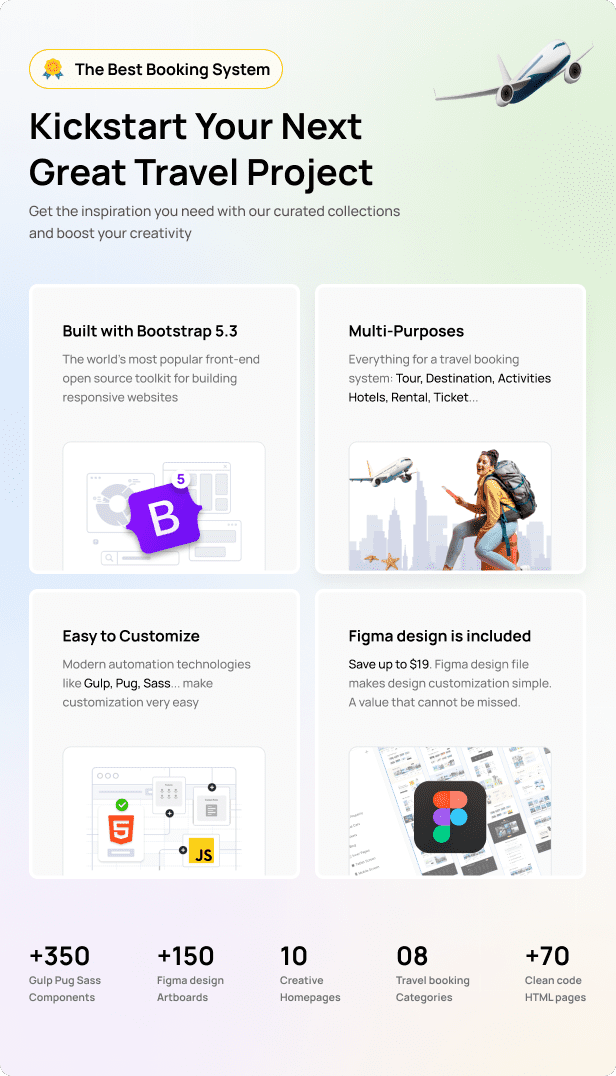 The Best Booking System
Kickstart Your Next
Great Travel Project
Get the inspiration you need with our curated collections
and boost your creativity
Built with Bootstrap 5.3
The world's most popular front-end
open source toolkit for building
responsive websites
5
B
Multi-Purposes
Everything for a travel booking
system: Tour, Destination, Activities
Hotels, Rental, Ticket...
Easy to Customize
Modern automation technologies
like Gulp, Pug, Sass... make
customization very easy
5
JS
Figma design is included
Save up to $19. Figma design file
makes design customization simple.
A value that cannot be missed.
+350
Gulp Pug Sass
Components
+150
Figma design
Artboards
10
Creative
Homepages
08
Travel booking
Categories
+70
Clean code
HTML pages